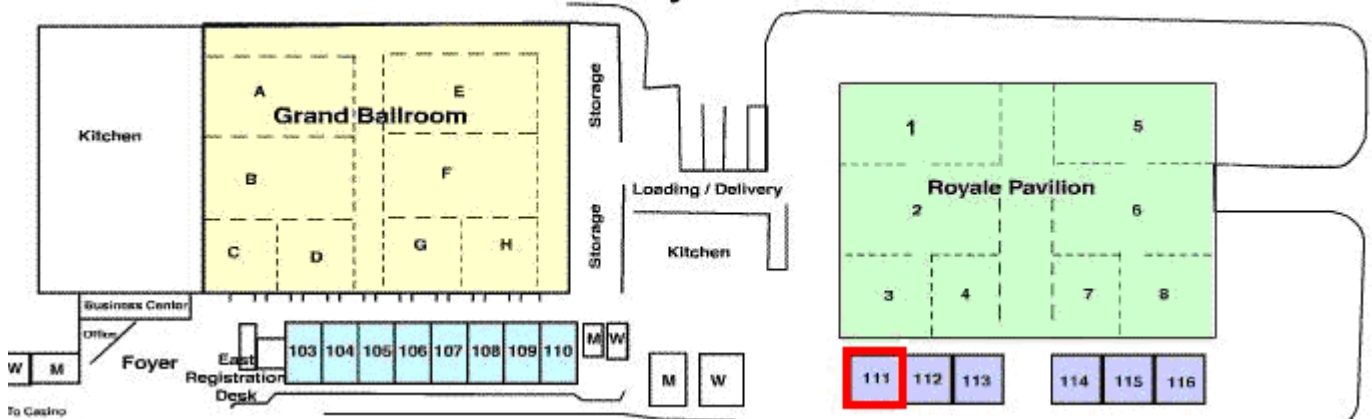 A
E
Grand Ballroom
Kitchen
B
F
C
D
G
H
Storage
Storage
Loading / Delivery
Kitchen
1
5
Royale Pavilion
2
6
3
4
7
8
Business Center
Office
Foyer
W
M
To Casino
East
Registration
Desk
103 104 105 106 107 108 109 110
M W
M
W
111 112 113
114 115 116